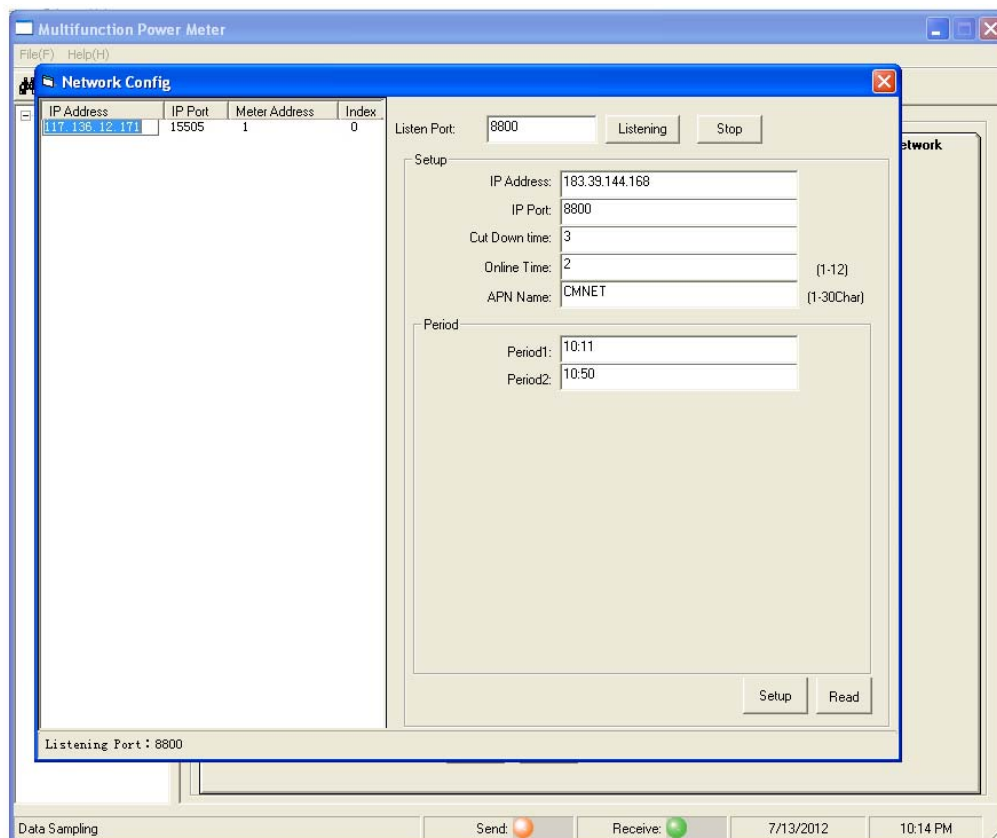 Multifunction Power Meter
File(F) Help(H)
Network Config
IP Address IP Port Meter Address Index
117.136.12.171 15505 1 0
Listen Port: 8800 Listening Stop
etwork
Setup
IP Address: 183.39.144.168
IP Port: 8800
Cut Down time: 3
Online Time: 2 (1-12)
APN Name: CMNET (1-30Char)
Period
Period1: 10:11
Period2: 10:50
Setup Read
Listening Port: 8800
Data Sampling Send: Receive: 7/13/2012 10:14 PM